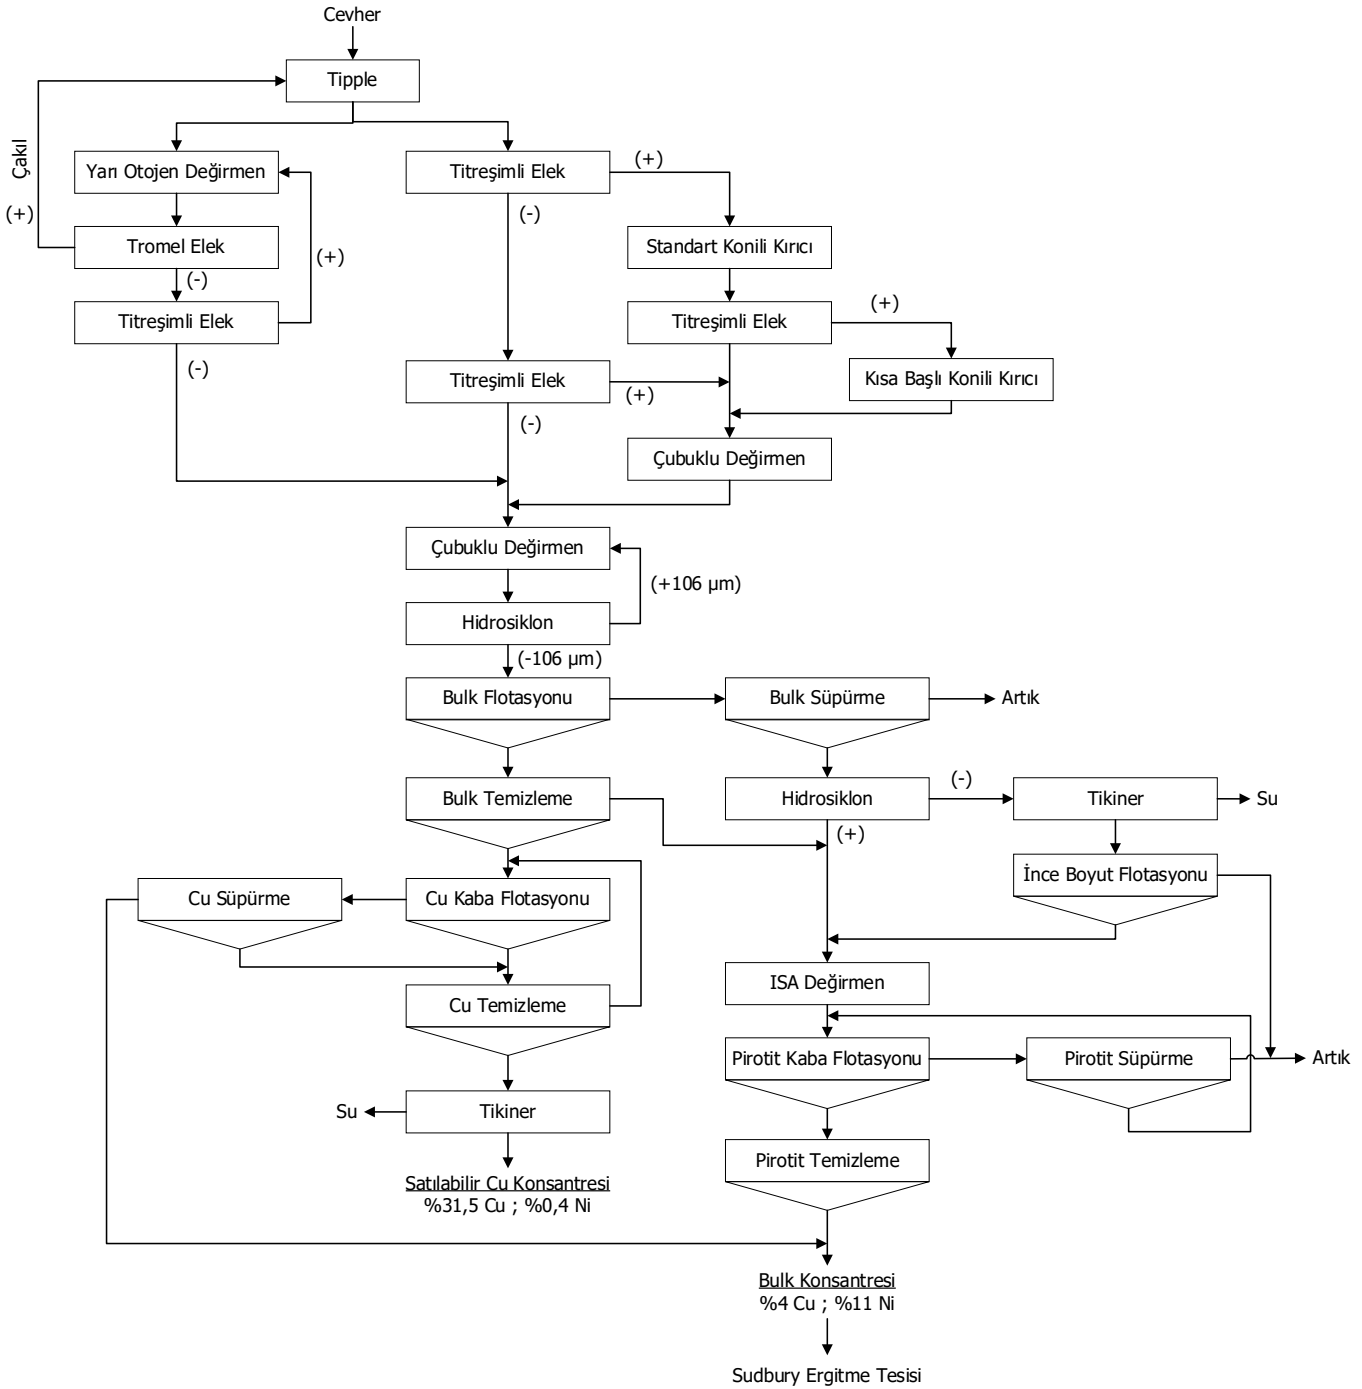 Cevher
Tipple
Çakıl
(+)
Yarı Otojen Değirmen
Titreşimli Elek
(+)
(-)
Tromel Elek
(+)
(-)
Standart Konili Kırıcı
Titreşimli Elek
Titreşimli Elek
(+)
(-)
Titreşimli Elek
(+)
(-)
Kısa Başlı Konili Kırıcı
Çubuklu Değirmen
Çubuklu Değirmen
(+106 µm)
Hidrosiklon
(-106 µm)
Bulk Flotasyonu
Bulk Süpürme
Artık
Bulk Temizleme
Hidrosiklon
(-)
Tikiner
Su
(+)
Cu Süpürme
Cu Kaba Flotasyonu
İnce Boyut Flotasyonu
Cu Temizleme
ISA Değirmen
Pirotit Kaba Flotasyonu
Pirotit Süpürme
Artık
Su
Tikiner
Pirotit Temizleme
Satılabilir Cu Konsantresi
%31,5 Cu ; %0,4 Ni
Bulk Konsantresi
%4 Cu ; %11 Ni
Sudbury Ergitme Tesisi